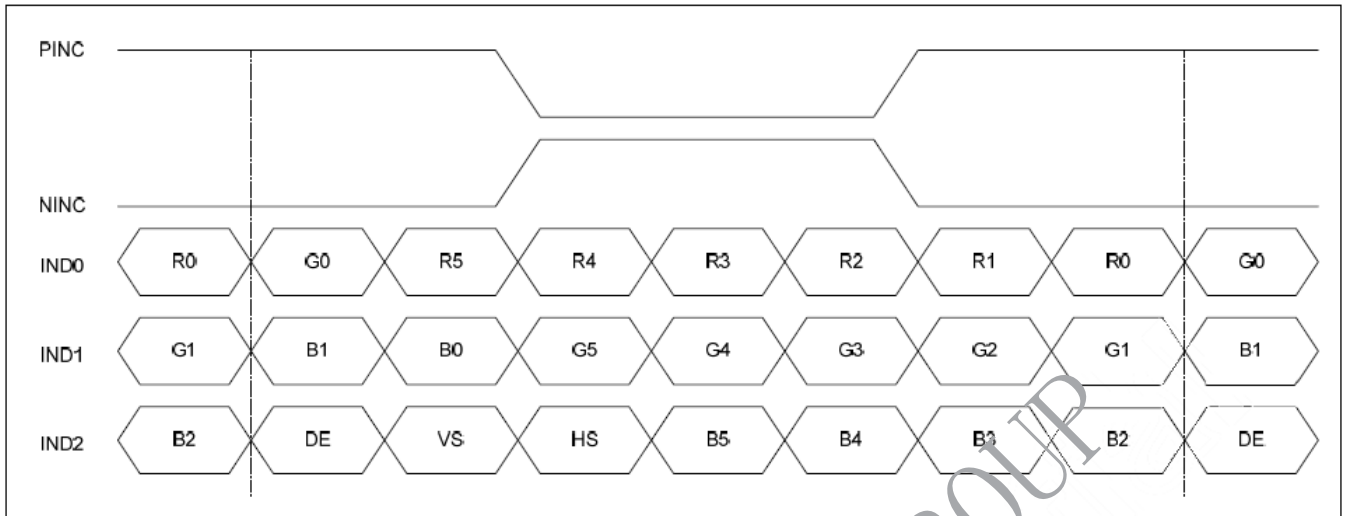 PINC
NINC
IND0 R0 G0 R5 R4 R3 R2 R1 R0 G0
IND1 G1 B1 B0 G5 G4 G3 G2 G1 B1
IND2 B2 DE VS HS B5 B4 B3 B2 DE
OUP